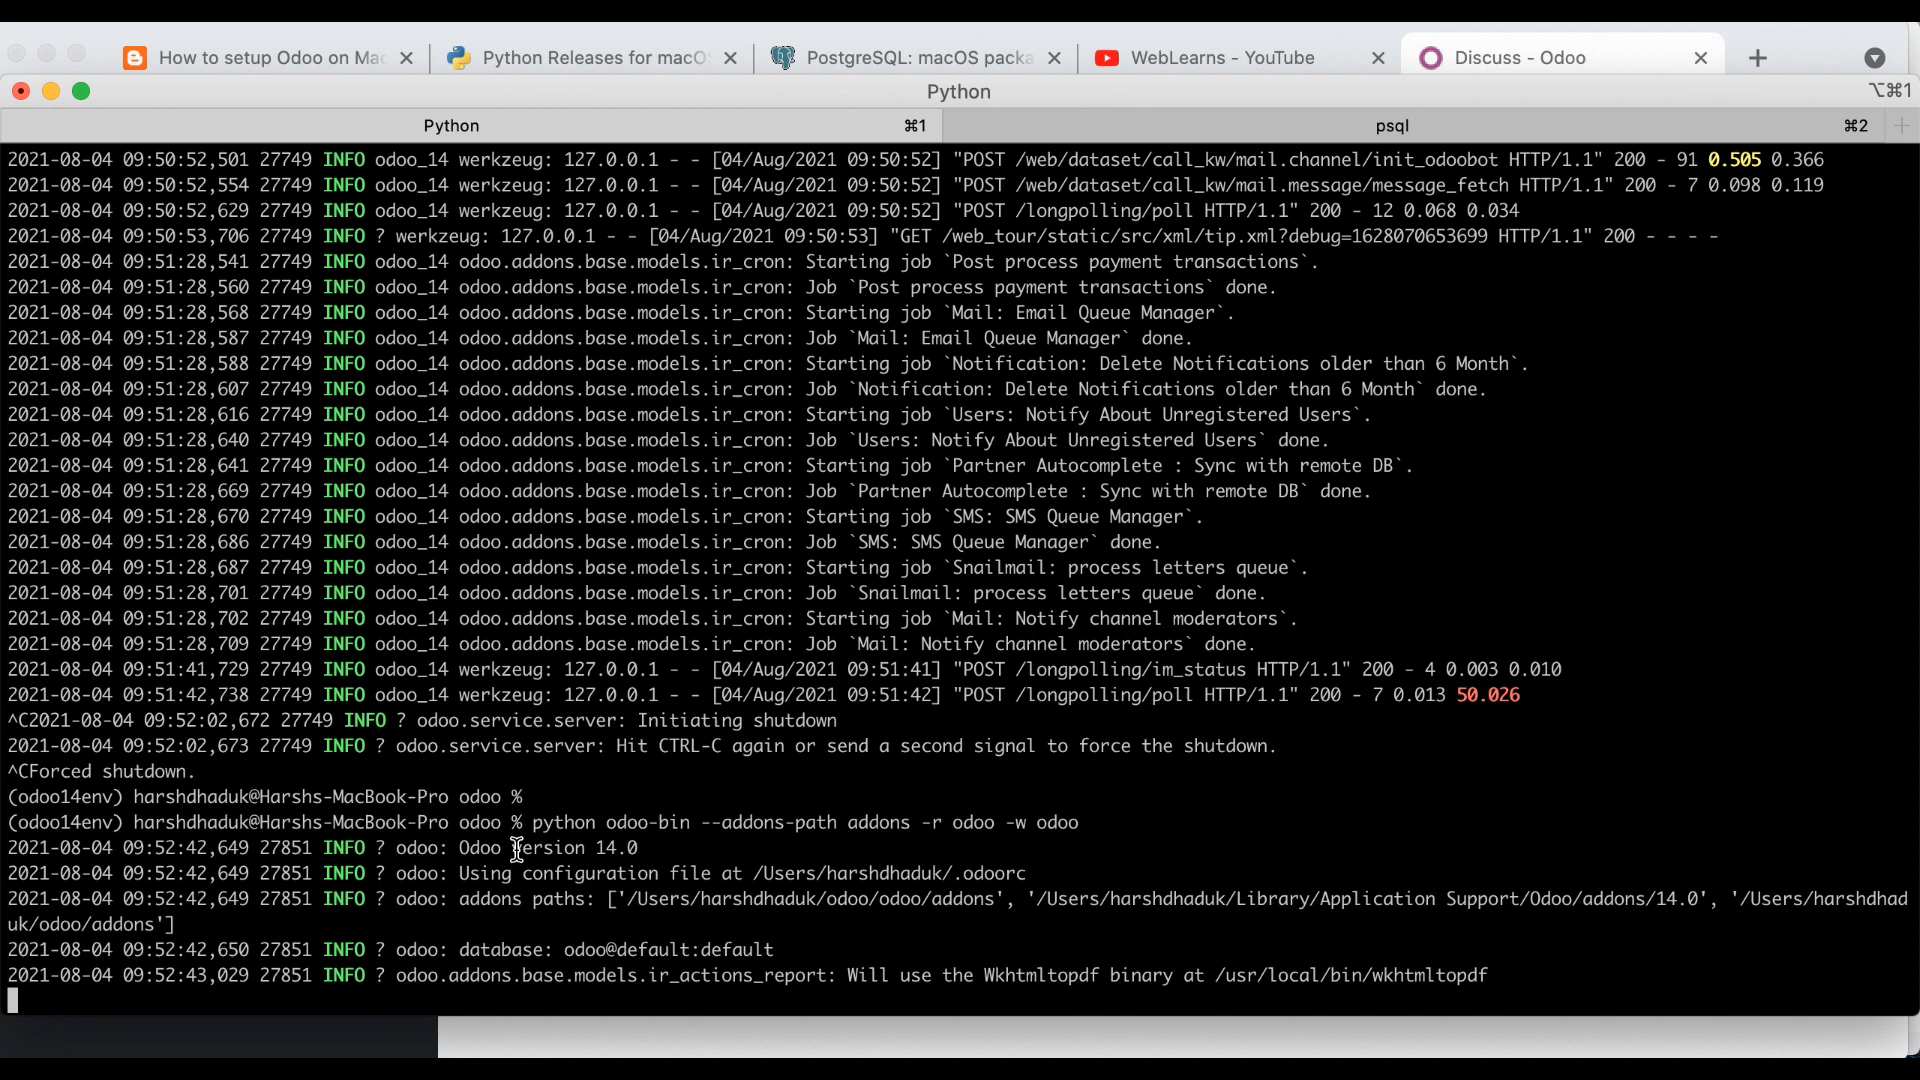 How to setup Odoo on Mac
Python Releases for macOS
PostgreSQL: macOS packa
WebLearns - YouTube
Discuss - Odoo
Python
⌥⌘1
Python ⌘1
psql ⌘2
2021-08-04 09:50:52,501 27749 INFO odoo_14 werkzeug: 127.0.0.1 - - [04/Aug/2021 09:50:52] "POST /web/dataset/call_kw/mail.channel/init_odoobot HTTP/1.1" 200 - 91 0.505 0.366
2021-08-04 09:50:52,554 27749 INFO odoo_14 werkzeug: 127.0.0.1 - - [04/Aug/2021 09:50:52] "POST /web/dataset/call_kw/mail.message/message_fetch HTTP/1.1" 200 - 7 0.098 0.119
2021-08-04 09:50:52,629 27749 INFO odoo_14 werkzeug: 127.0.0.1 - - [04/Aug/2021 09:50:52] "POST /longpolling/poll HTTP/1.1" 200 - 12 0.068 0.034
2021-08-04 09:50:53,706 27749 INFO ? werkzeug: 127.0.0.1 - - [04/Aug/2021 09:50:53] "GET /web_tour/static/src/xml/tip.xml?debug=1628070653699 HTTP/1.1" 200 - - - -
2021-08-04 09:51:28,541 27749 INFO odoo_14 odoo.addons.base.models.ir_cron: Starting job `Post process payment transactions`.
2021-08-04 09:51:28,560 27749 INFO odoo_14 odoo.addons.base.models.ir_cron: Job `Post process payment transactions` done.
2021-08-04 09:51:28,568 27749 INFO odoo_14 odoo.addons.base.models.ir_cron: Starting job `Mail: Email Queue Manager`.
2021-08-04 09:51:28,587 27749 INFO odoo_14 odoo.addons.base.models.ir_cron: Job `Mail: Email Queue Manager` done.
2021-08-04 09:51:28,588 27749 INFO odoo_14 odoo.addons.base.models.ir_cron: Starting job `Notification: Delete Notifications older than 6 Month`.
2021-08-04 09:51:28,607 27749 INFO odoo_14 odoo.addons.base.models.ir_cron: Job `Notification: Delete Notifications older than 6 Month` done.
2021-08-04 09:51:28,616 27749 INFO odoo_14 odoo.addons.base.models.ir_cron: Starting job `Users: Notify About Unregistered Users`.
2021-08-04 09:51:28,640 27749 INFO odoo_14 odoo.addons.base.models.ir_cron: Job `Users: Notify About Unregistered Users` done.
2021-08-04 09:51:28,641 27749 INFO odoo_14 odoo.addons.base.models.ir_cron: Starting job `Partner Autocomplete : Sync with remote DB`.
2021-08-04 09:51:28,669 27749 INFO odoo_14 odoo.addons.base.models.ir_cron: Job `Partner Autocomplete : Sync with remote DB` done.
2021-08-04 09:51:28,670 27749 INFO odoo_14 odoo.addons.base.models.ir_cron: Starting job `SMS: SMS Queue Manager`.
2021-08-04 09:51:28,686 27749 INFO odoo_14 odoo.addons.base.models.ir_cron: Job `SMS: SMS Queue Manager` done.
2021-08-04 09:51:28,687 27749 INFO odoo_14 odoo.addons.base.models.ir_cron: Starting job `Snailmail: process letters queue`.
2021-08-04 09:51:28,701 27749 INFO odoo_14 odoo.addons.base.models.ir_cron: Job `Snailmail: process letters queue` done.
2021-08-04 09:51:28,702 27749 INFO odoo_14 odoo.addons.base.models.ir_cron: Starting job `Mail: Notify channel moderators`.
2021-08-04 09:51:28,709 27749 INFO odoo_14 odoo.addons.base.models.ir_cron: Job `Mail: Notify channel moderators` done.
2021-08-04 09:51:41,729 27749 INFO odoo_14 werkzeug: 127.0.0.1 - - [04/Aug/2021 09:51:41] "POST /longpolling/im_status HTTP/1.1" 200 - 4 0.003 0.010
2021-08-04 09:51:42,738 27749 INFO odoo_14 werkzeug: 127.0.0.1 - - [04/Aug/2021 09:51:42] "POST /longpolling/poll HTTP/1.1" 200 - 7 0.013 50.026
^C2021-08-04 09:52:02,672 27749 INFO ? odoo.service.server: Initiating shutdown
2021-08-04 09:52:02,673 27749 INFO ? odoo.service.server: Hit CTRL-C again or send a second signal to force the shutdown.
^CForced shutdown.
(odoo14env) harshdhaduk@Harshs-MacBook-Pro odoo %
(odoo14env) harshdhaduk@Harshs-MacBook-Pro odoo % python odoo-bin --addons-path addons -r odoo -w odoo
2021-08-04 09:52:42,649 27851 INFO ? odoo: Odoo version 14.0
2021-08-04 09:52:42,649 27851 INFO ? odoo: Using configuration file at /Users/harshdhaduk/.odoorc
2021-08-04 09:52:42,649 27851 INFO ? odoo: addons paths: ['/Users/harshdhaduk/odoo/odoo/addons', '/Users/harshdhaduk/Library/Application Support/Odoo/addons/14.0', '/Users/harshdhad
uk/odoo/addons']
2021-08-04 09:52:42,650 27851 INFO ? odoo: database: odoo@default:default
2021-08-04 09:52:43,029 27851 INFO ? odoo.addons.base.models.ir_actions_report: Will use the Wkhtmltopdf binary at /usr/local/bin/wkhtmltopdf